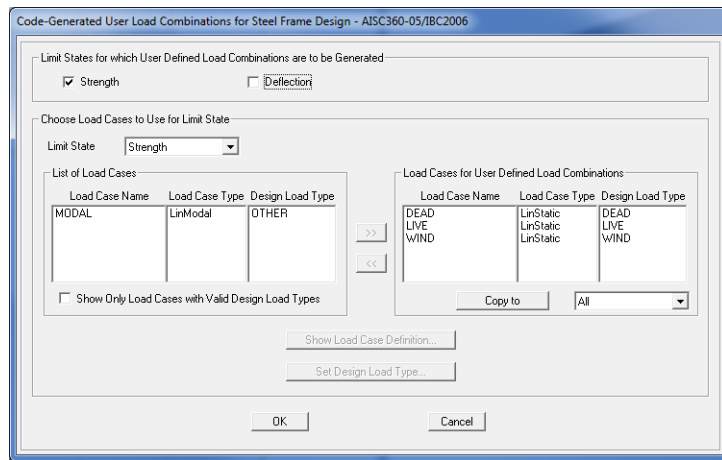 Code-Generated User Load Combinations for Steel Frame Design - AISC360-05/IBC2006
Limit States for which User Defined Load Combinations are to be Generated
Strength Deflection
Choose Load Cases to Use for Limit State
Limit State Strength
List of Load Cases Load Cases for User Defined Load Combinations
Load Case Name Load Case Type Design Load Type Load Case Name Load Case Type Design Load Type
MODAL LinModal OTHER DEAD LinStatic DEAD
LIVE LinStatic LIVE
WIND LinStatic WIND
>>
<<
Show Only Load Cases with Valid Design Load Types Copy to All
Show Load Case Definition...
Set Design Load Type...
OK Cancel